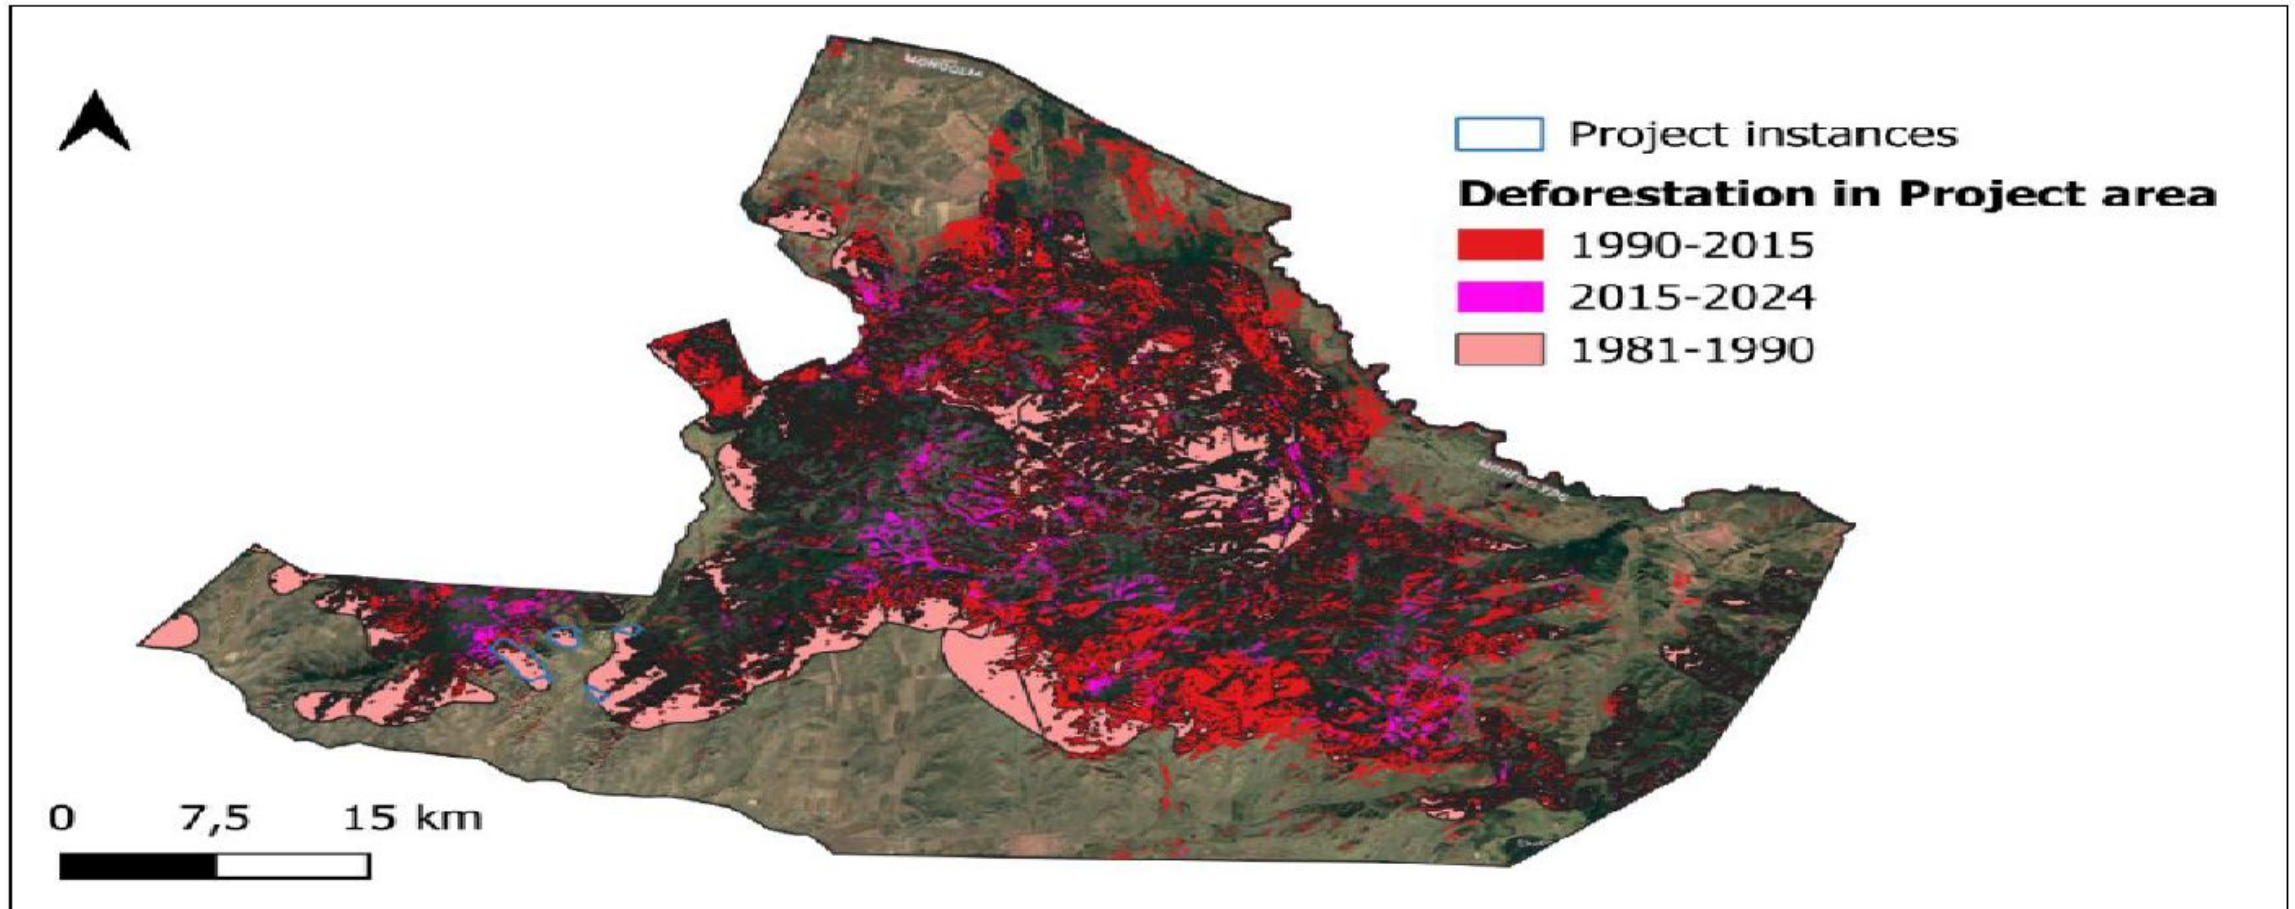 Project instances
Deforestation in Project area
1990-2015
2015-2024
1981-1990
0 7,5 15 km